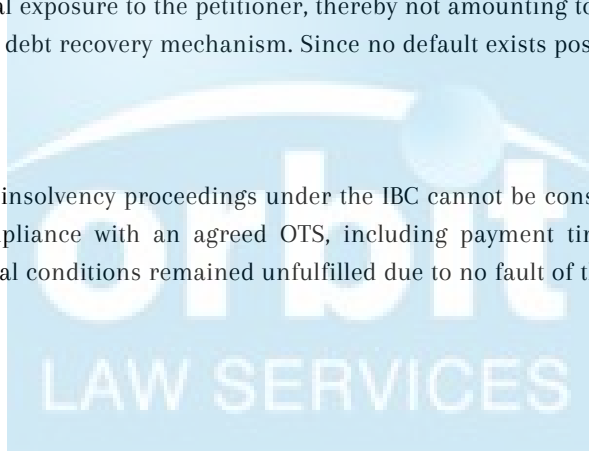 al exposure to the petitioner, thereby not amounting to
debt recovery mechanism. Since no default exists pos
insolvency proceedings under the IBC cannot be cons
pliance with an agreed OTS, including payment tir
al conditions remained unfulfilled due to no fault of t
orbit
LAW SERVICES